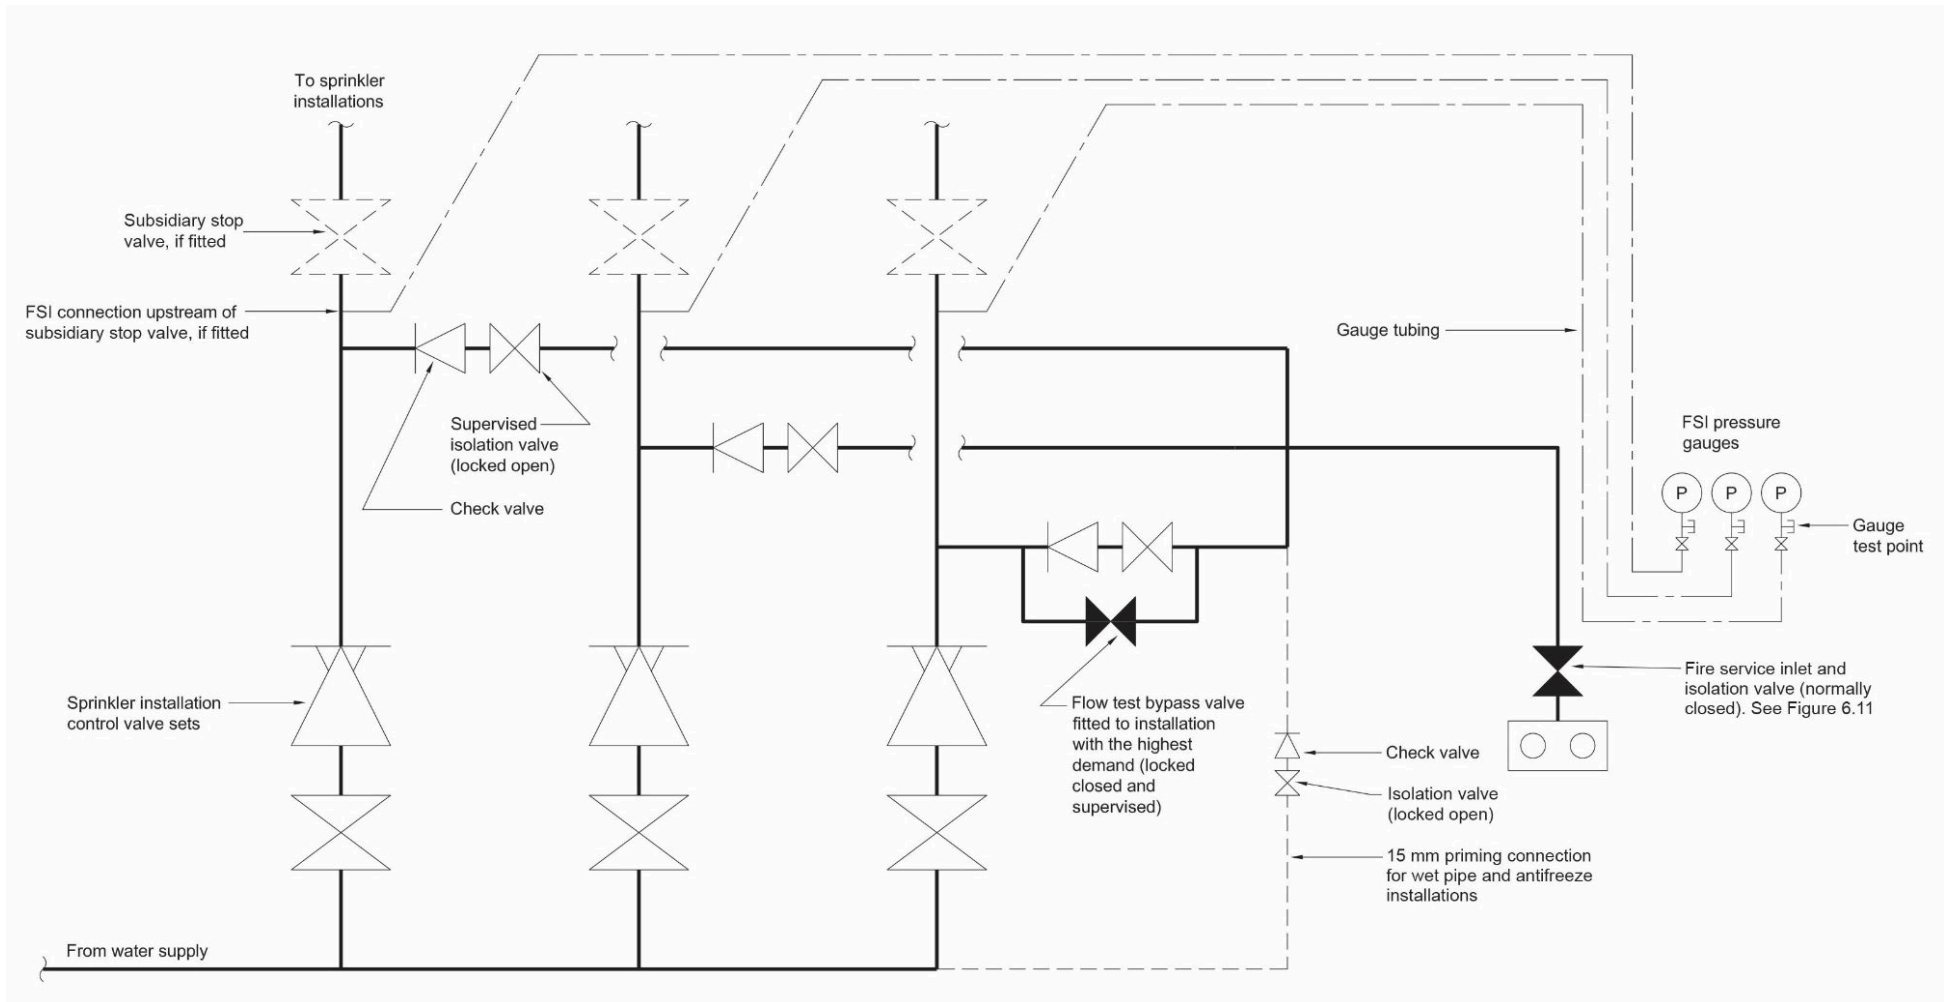 To sprinkler
installations
Subsidiary stop
valve, if fitted
FSI connection upstream of
subsidiary stop valve, if fitted
Gauge tubing
Supervised
isolation valve
(locked open)
Check valve
FSI pressure
gauges
P
P
P
Gauge
test point
Sprinkler installation
control valve sets
Flow test bypass valve
fitted to installation
with the highest
demand (locked
closed and
supervised)
Fire service inlet and
isolation valve (normally
closed). See Figure 6.11
Check valve
Isolation valve
(locked open)
15 mm priming connection
for wet pipe and antifreeze
installations
From water supply